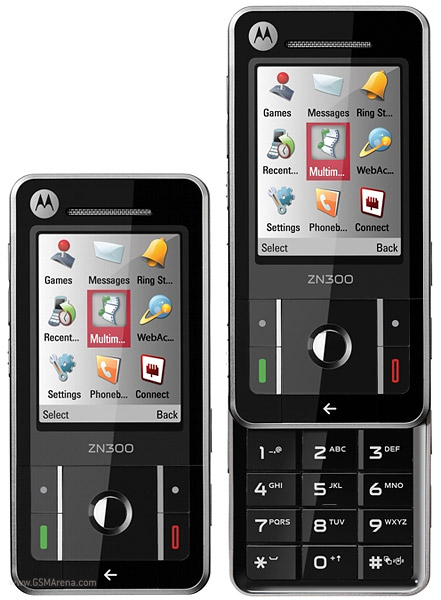 Games Messages Ring St...
Recent... Multim... WebAc...
Settings Phoneb... Connect
Select Back
ZN300
www.GSMArena.com
Games Messages Ring St...
Recent... Multim... WebAc...
Settings Phoneb... Connect
Select Back
ZN300
1 -,@ 2 ABC 3 DEF
4 GHI 5 JKL 6 MNO
7 PQRS 8 TUV 9 WXYZ
* 0 + #